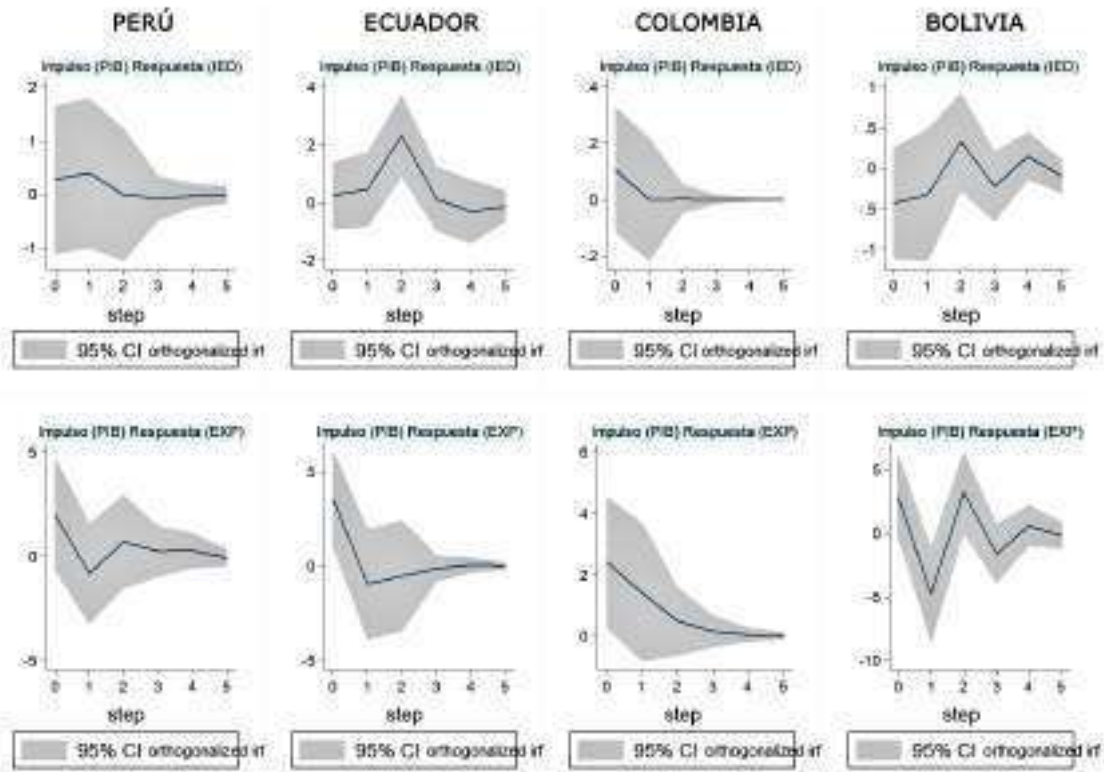 PERÚ
ECUADOR
COLOMBIA
BOLIVIA
Impulso (PIB) Respuesta (IED)
2
1
0
-1
0 1 2 3 4 5
step
95% CI orthogonalized irf
Impulso (PIB) Respuesta (IED)
0
0 1 2 3 4 5
step
95% CI orthogonalized irf
Impulso (PIB) Respuesta (IED)
.4
.2
0
-.2
0 1 2 3 4 5
step
95% CI orthogonalized irf
Impulso (PIB) Respuesta (IED)
1
.5
0
-.5
-1
0 1 2 3 4 5
step
95% CI orthogonalized irf
Impulso (PIB) Respuesta (EXP)
5
0
-5
0 1 2 3 4 5
step
95% CI orthogonalized irf
Impulso (PIB) Respuesta (EXP)
0
0 1 2 3 4 5
step
95% CI orthogonalized irf
Impulso (PIB) Respuesta (EXP)
6
4
2
0
0 1 2 3 4 5
step
95% CI orthogonalized irf
Impulso (PIB) Respuesta (EXP)
5
0
-5
-10
0 1 2 3 4 5
step
95% CI orthogonalized irf